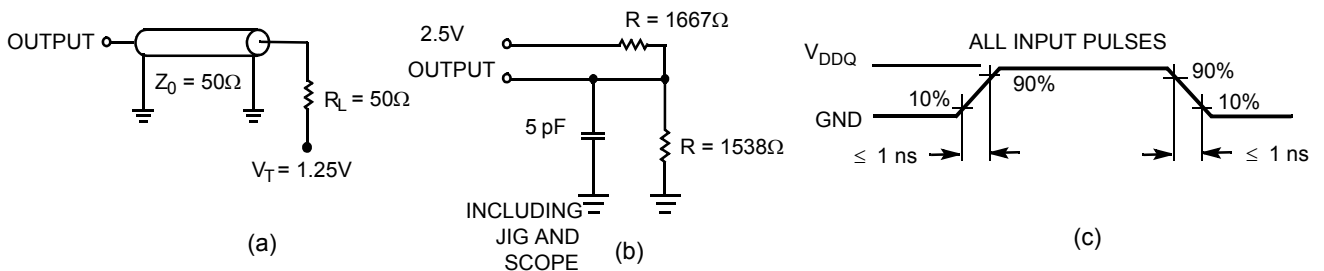 OUTPUT
Z0 = 50Ω
RL = 50Ω
VT = 1.25V
(a)
R = 1667Ω
2.5V
OUTPUT
5 pF
R = 1538Ω
INCLUDING
JIG AND
SCOPE
(b)
ALL INPUT PULSES
VDDQ
GND
10%
90%
90%
10%
≤ 1 ns
≤ 1 ns
(c)